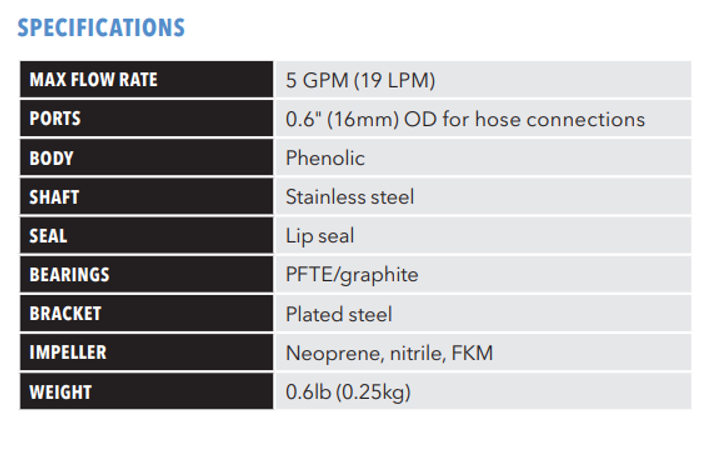 SPECIFICATIONS
MAX FLOW RATE 5 GPM (19 LPM)
PORTS 0.6" (16mm) OD for hose connections
BODY Phenolic
SHAFT Stainless steel
SEAL Lip seal
BEARINGS PFTE/graphite
BRACKET Plated steel
IMPELLER Neoprene, nitrile, FKM
WEIGHT 0.6lb (0.25kg)